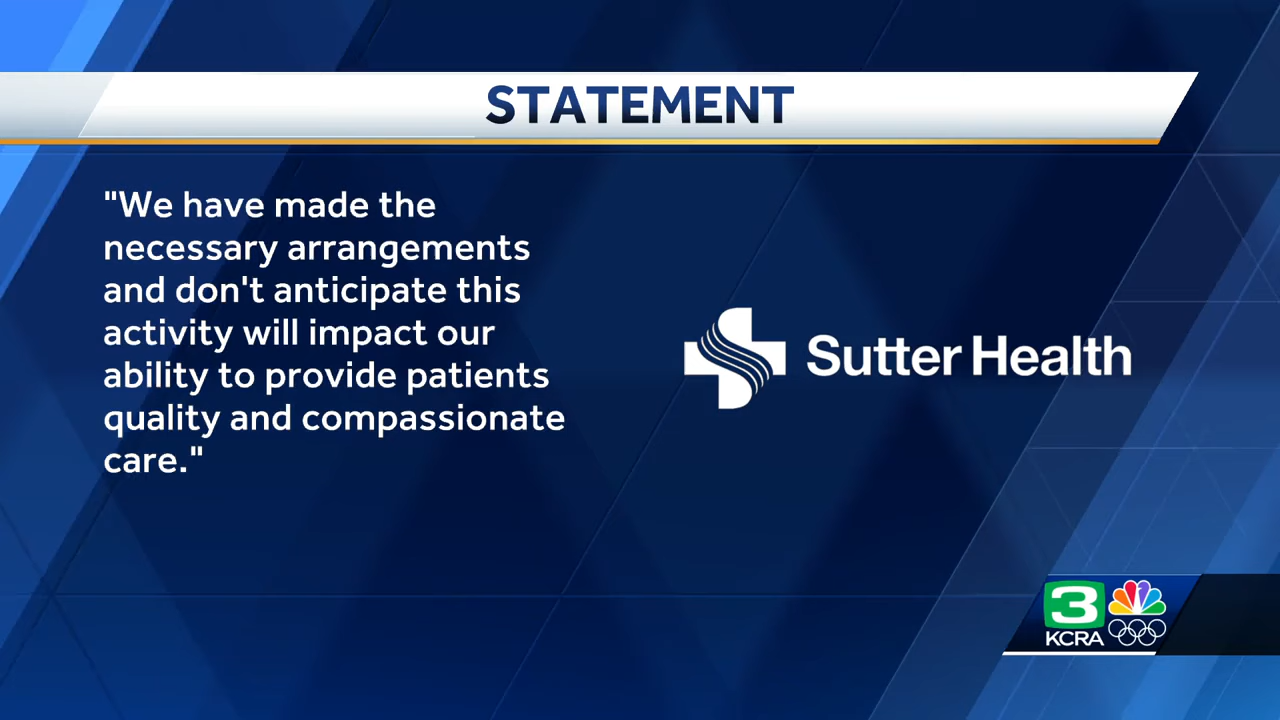 STATEMENT
"We have made the
necessary arrangements
and don't anticipate this
activity will impact our
ability to provide patients
quality and compassionate
care."
Sutter Health
3
KCRA